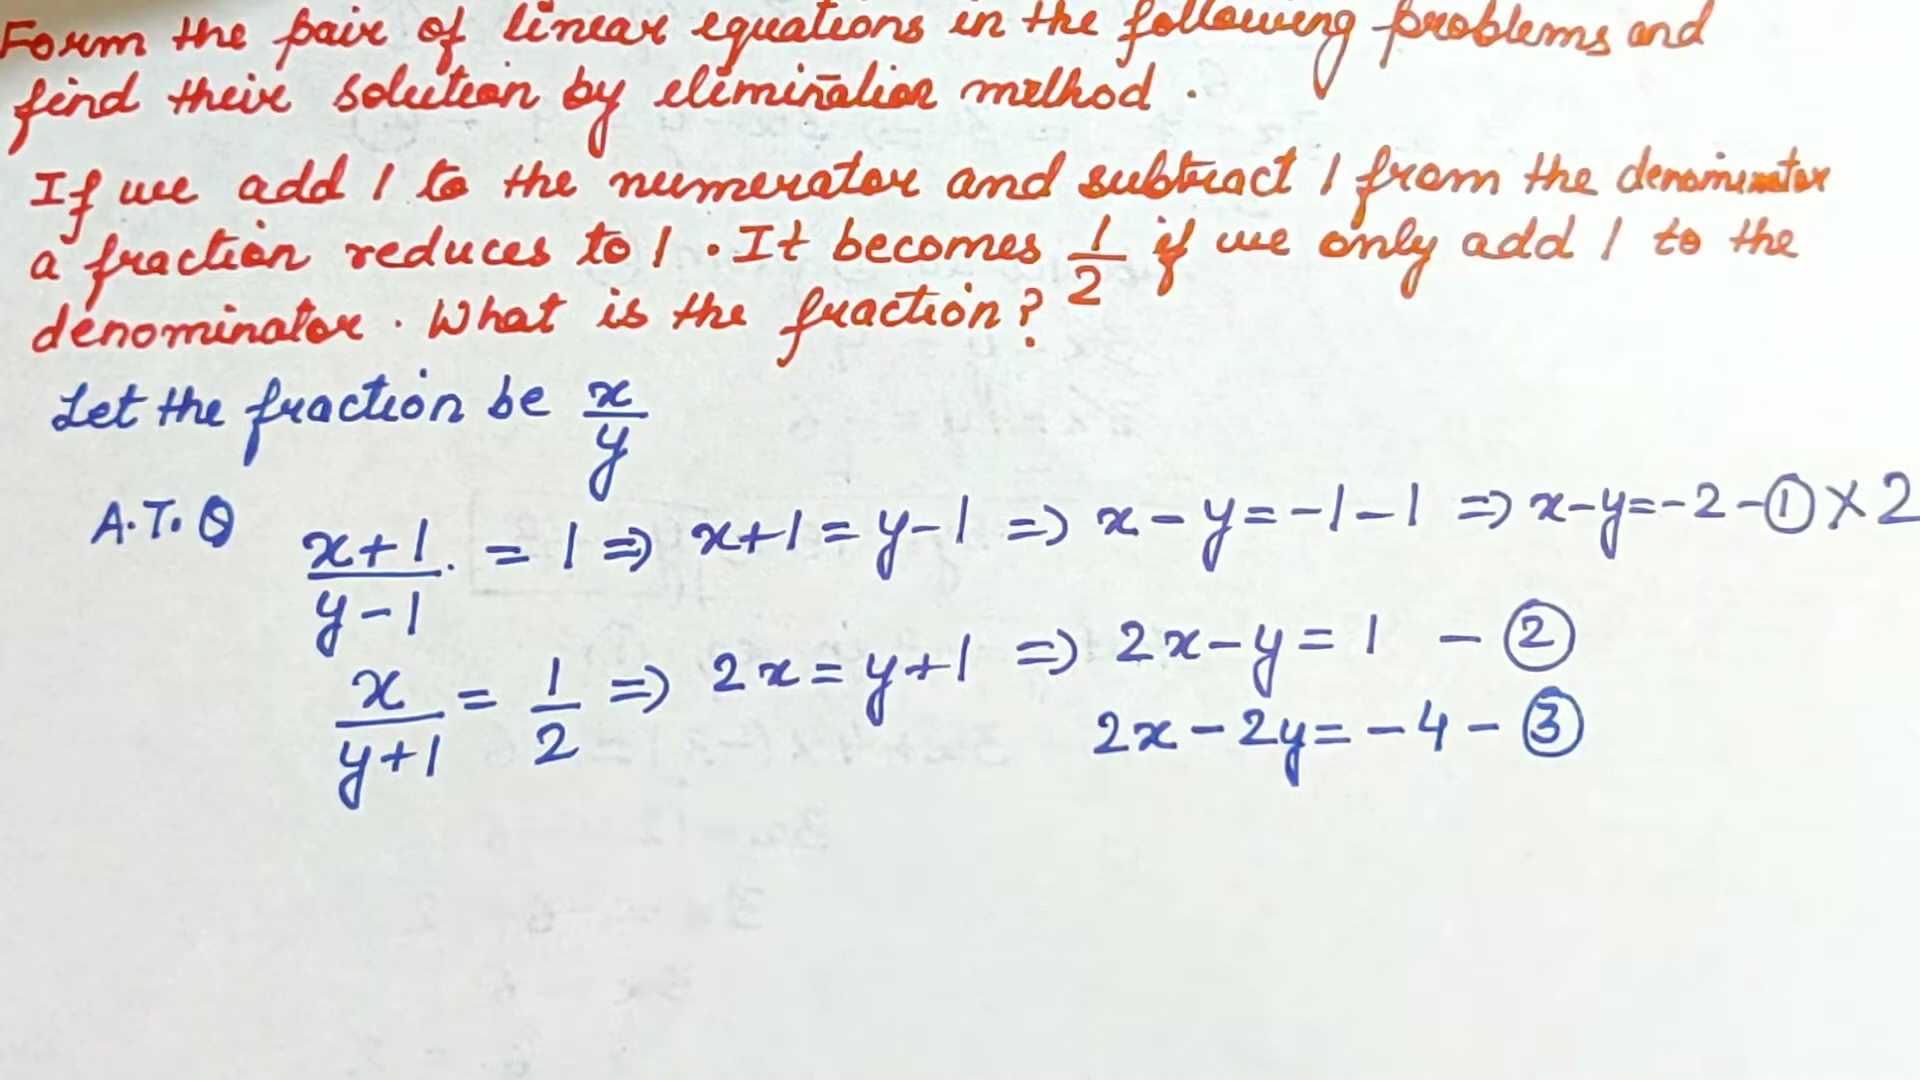 Form the pair of linear equations in the following problems and
find their solution by elimination method.
If we add 1 to the numerator and subtract 1 from the denominator
a fraction reduces to 1. It becomes 1/2 if we only add 1 to the
denominator. What is the fraction?
Let the fraction be x/y
A.T.Q (x+1)/(y-1) = 1 ⇒ x+1 = y-1 ⇒ x-y = -1-1 ⇒ x-y=-2 - ① × 2
x/(y+1) = 1/2 ⇒ 2x = y+1 ⇒ 2x-y = 1 - ②
2x - 2y = -4 - ③